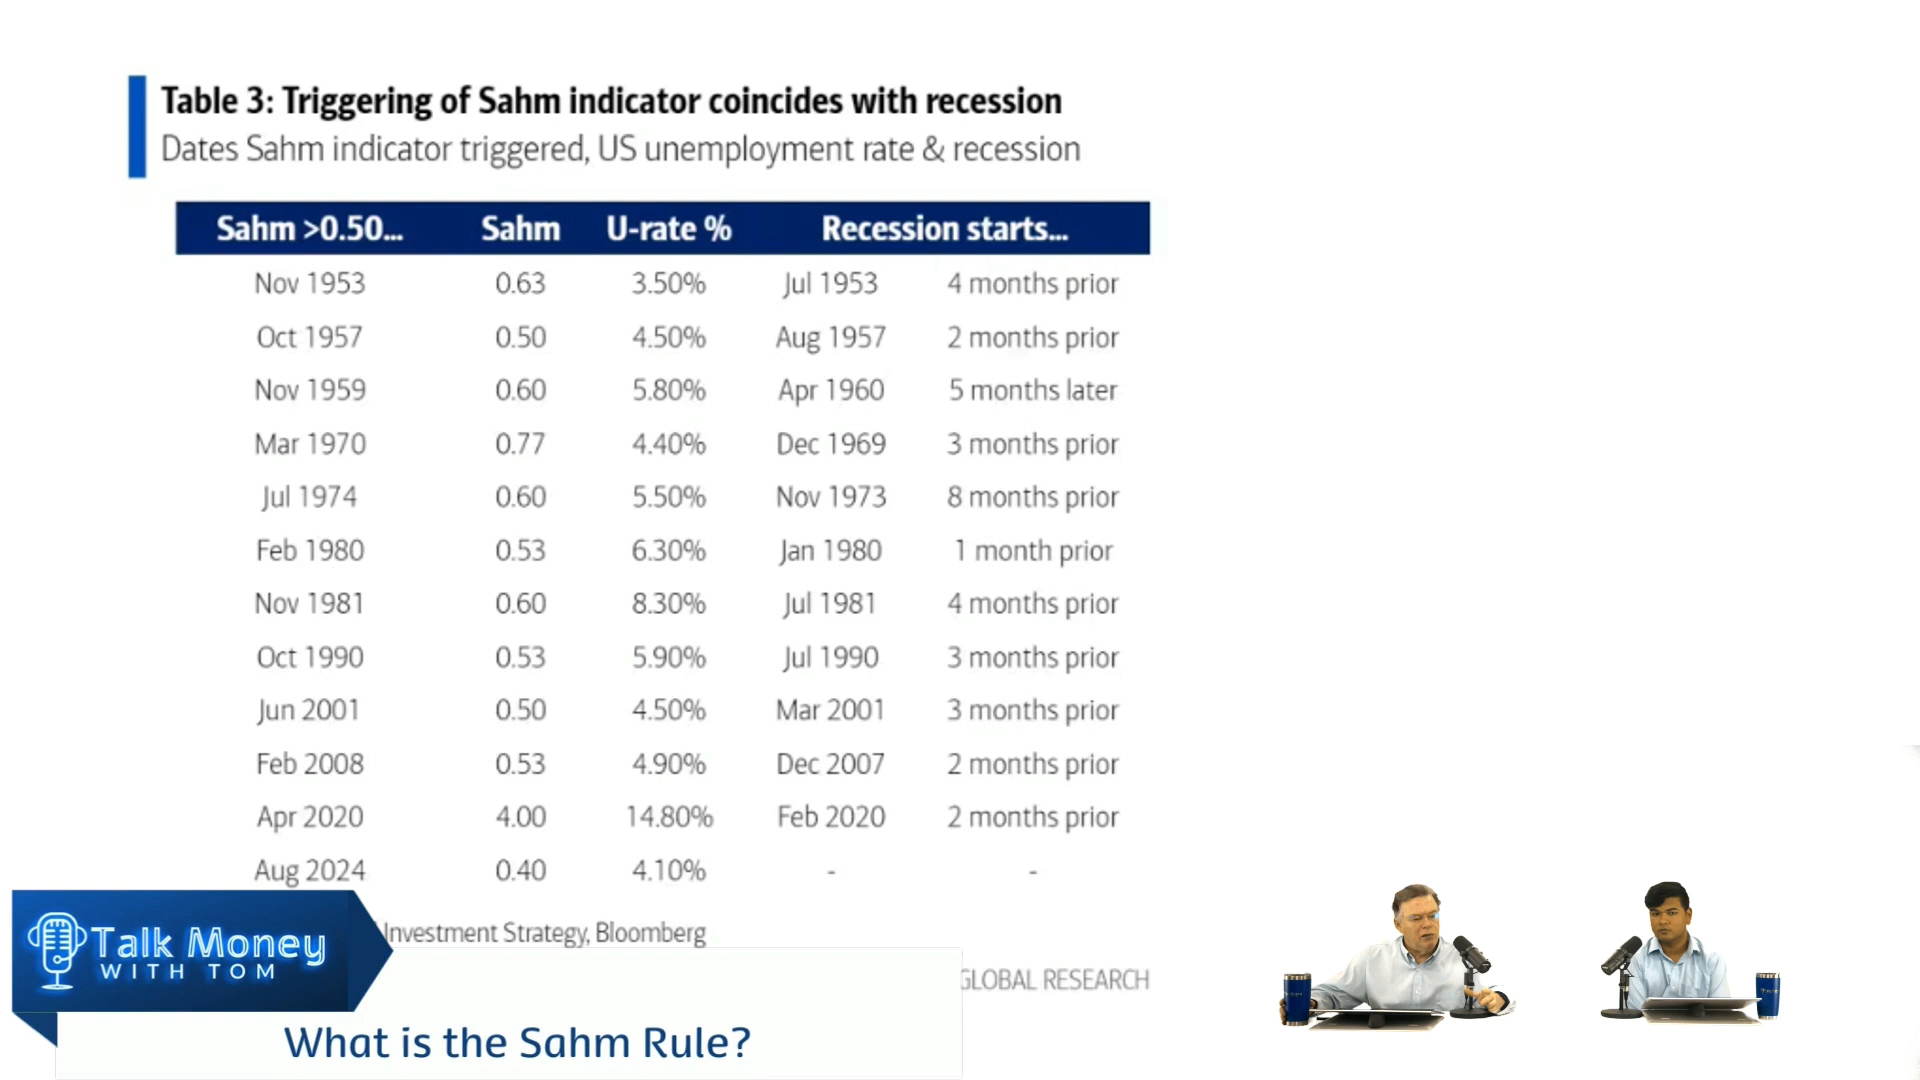 Table 3: Triggering of Sahm indicator coincides with recession
Dates Sahm indicator triggered, US unemployment rate & recession
Sahm >0.50... Sahm U-rate % Recession starts...
Nov 1953 0.63 3.50% Jul 1953 4 months prior
Oct 1957 0.50 4.50% Aug 1957 2 months prior
Nov 1959 0.60 5.80% Apr 1960 5 months later
Mar 1970 0.77 4.40% Dec 1969 3 months prior
Jul 1974 0.60 5.50% Nov 1973 8 months prior
Feb 1980 0.53 6.30% Jan 1980 1 month prior
Nov 1981 0.60 8.30% Jul 1981 4 months prior
Oct 1990 0.53 5.90% Jul 1990 3 months prior
Jun 2001 0.50 4.50% Mar 2001 3 months prior
Feb 2008 0.53 4.90% Dec 2007 2 months prior
Apr 2020 4.00 14.80% Feb 2020 2 months prior
Aug 2024 0.40 4.10% - -
Investment Strategy, Bloomberg
GLOBAL RESEARCH
Talk Money
WITH TOM
What is the Sahm Rule?